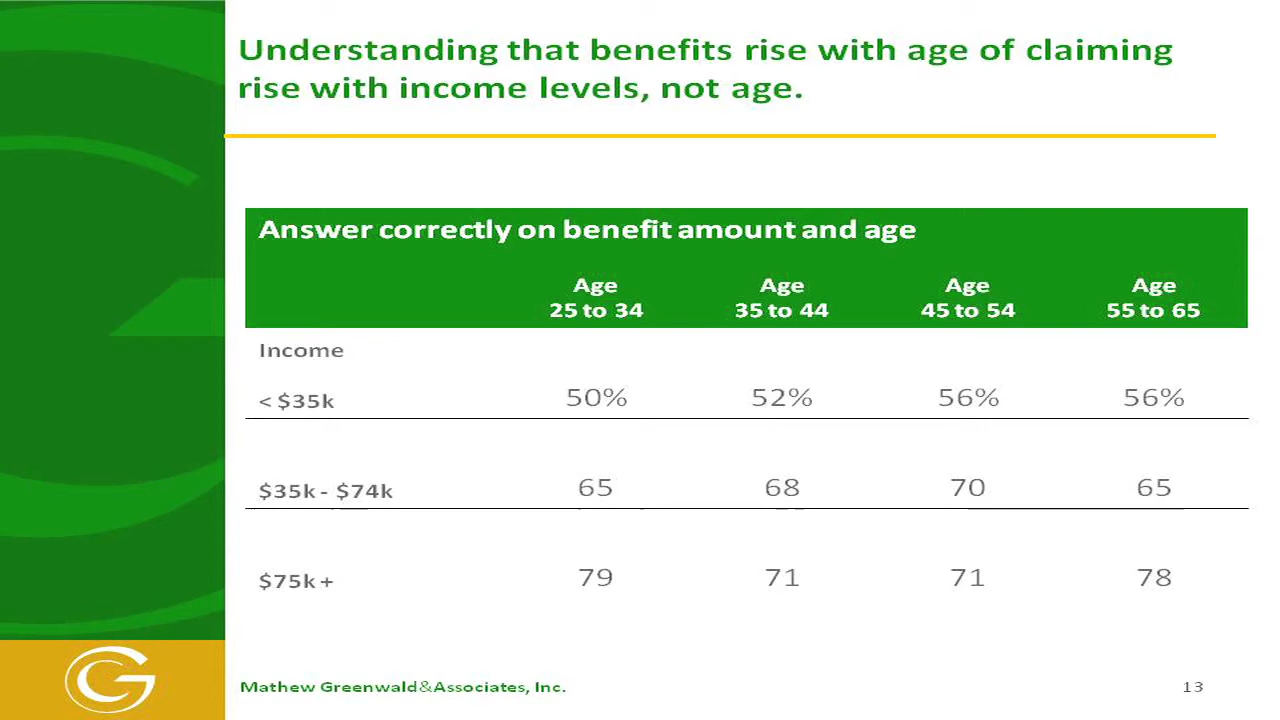 Understanding that benefits rise with age of claiming
rise with income levels, not age.
Answer correctly on benefit amount and age
Age Age Age Age
25 to 34 35 to 44 45 to 54 55 to 65
Income
< $35k 50% 52% 56% 56%
$35k - $74k 65 68 70 65
$75k + 79 71 71 78
Mathew Greenwald&Associates, Inc. 13